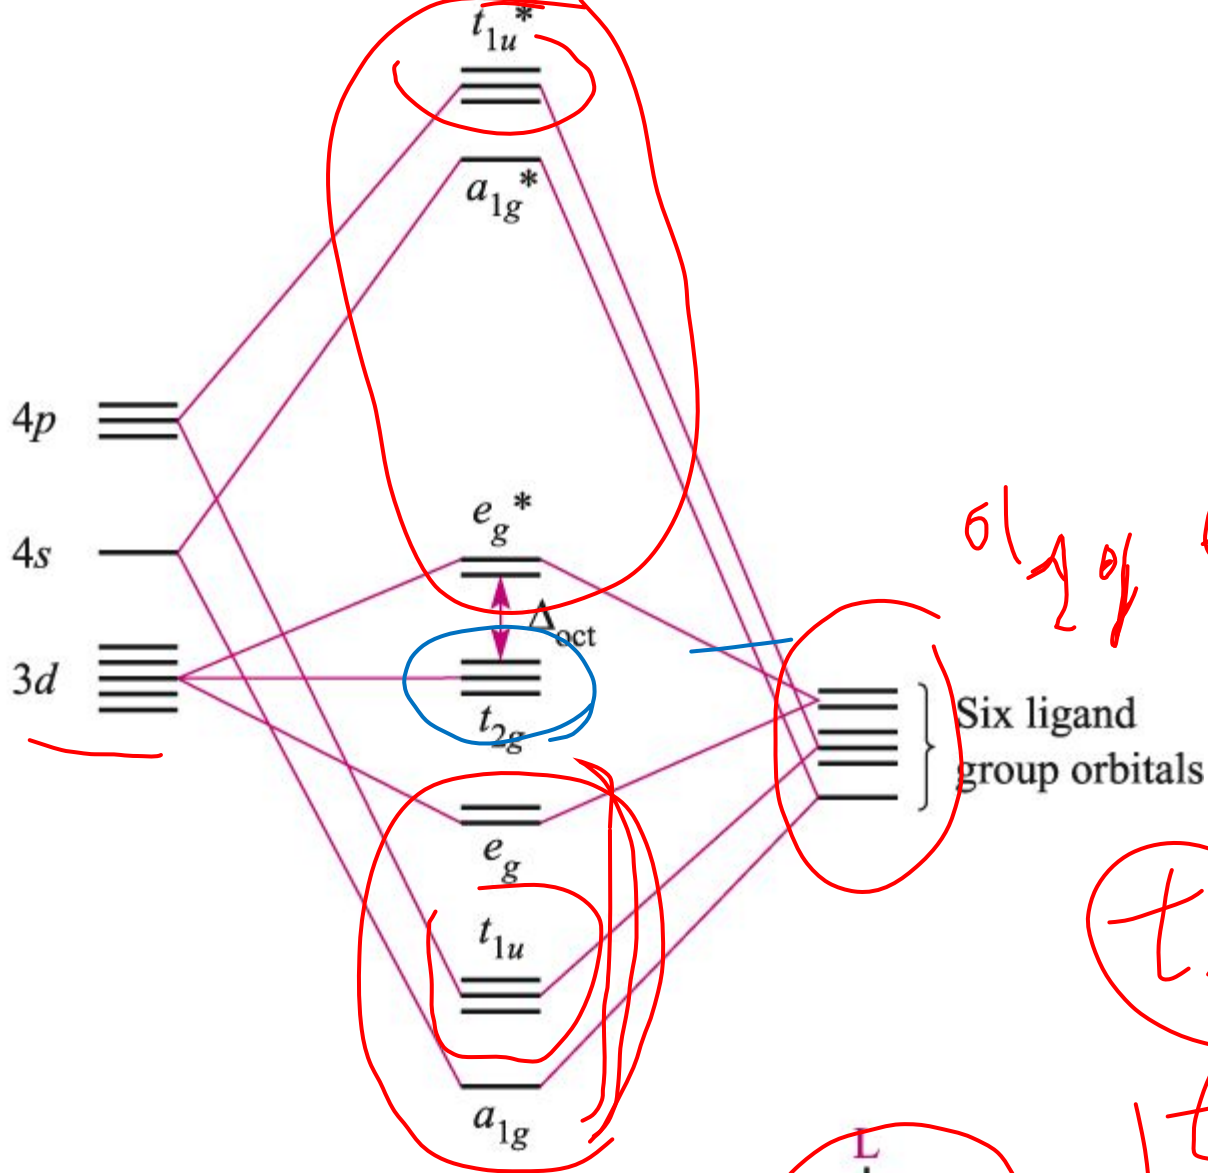 t1u*
a1g*
4p
eg*
4s
Δoct
3d
t2g
Six ligand
group orbitals
eg
t1u
t
a1g
L